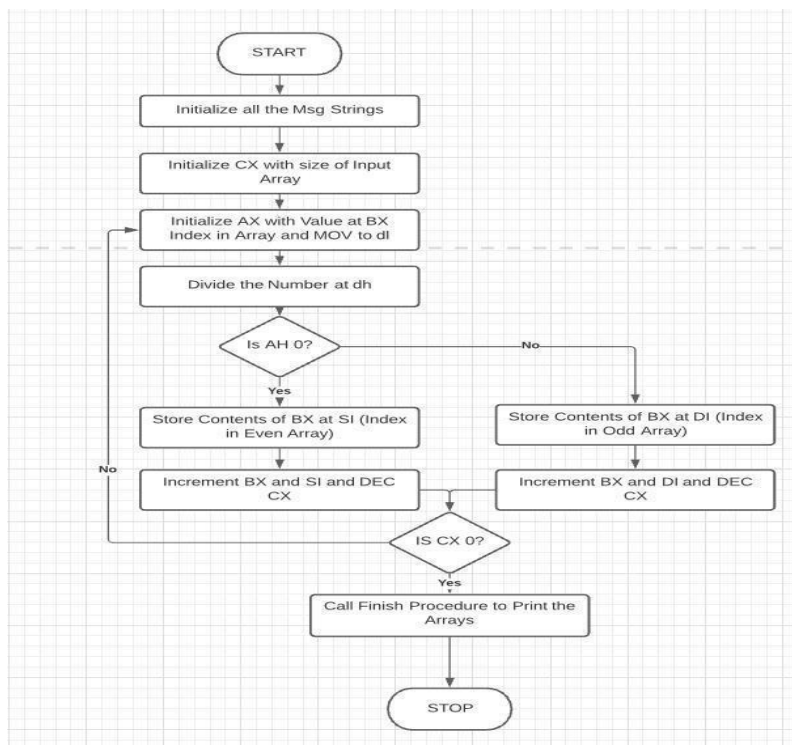 START
Initialize all the Msg Strings
Initialize CX with size of Input
Array
Initialize AX with Value at BX
Index in Array and MOV to dl
Divide the Number at dh
Is AH 0?
No
Yes
Store Contents of BX at SI (Index
in Even Array)
Store Contents of BX at DI (Index
in Odd Array)
No
Increment BX and SI and DEC
CX
Increment BX and DI and DEC
CX
IS CX 0?
Yes
Call Finish Procedure to Print the
Arrays
STOP